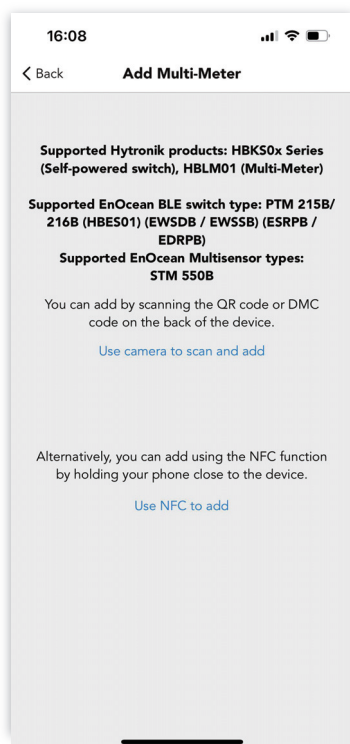 16:08
Back
Add Multi-Meter
Supported Hytronik products: HBKS0x Series
(Self-powered switch), HBLM01 (Multi-Meter)
Supported EnOcean BLE switch type: PTM 215B/
216B (HBES01) (EWSDB / EWSSB) (ESRPB /
EDRPB)
Supported EnOcean Multisensor types:
STM 550B
You can add by scanning the QR code or DMC
code on the back of the device.
Use camera to scan and add
Alternatively, you can add using the NFC function
by holding your phone close to the device.
Use NFC to add